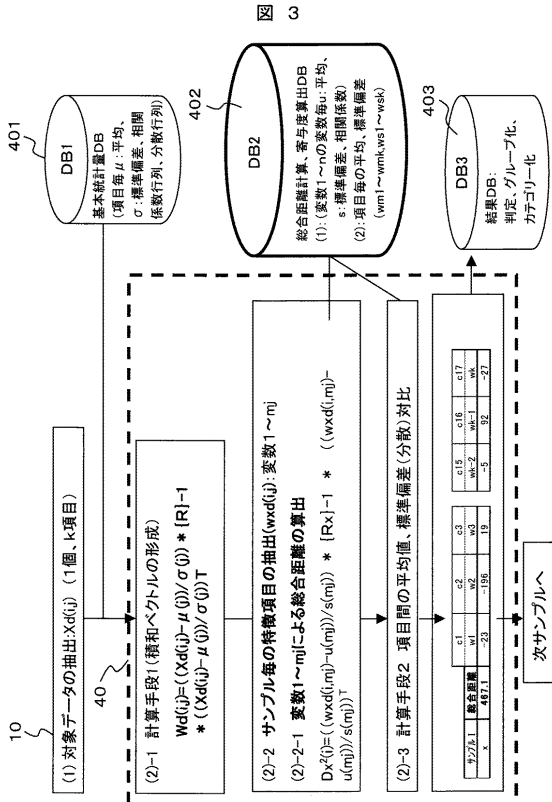 図 3
10
(1) 対象データの抽出:Xd(i,j) (1個、k項目)
401
DB1
基本統計量DB
(項目毎μ:平均、
σ:標準偏差、相関
係数行列、分散行列)
40
(2)-1 計算手段1(積和ベクトルの形成)
Wd(i,j)=((Xd(i,j)-μ(j))/σ(j)) * {R}-1
* ((Xd(i,j)-μ(j))/σ(j))T
402
DB2
総合距離計算、寄与度算出DB
(1):(変数1～nの変数毎u:平均、
s:標準偏差、相関係数)
(2):項目毎の平均、標準偏差
(wm1～wmk,ws1～wsk)
(2)-2 サンプル毎の特徴項目の抽出(wxd(i,j):変数1～mj
(2)-2-1 変数1～mjによる総合距離の算出
Dx²(i)=((wxd(i,mj)-u(mj))/s(mj)) * {Rx}-1 * ((wxd(i,mj)-
u(mj))/s(mj))T
(2)-3 計算手段2 項目間の平均値、標準偏差(分散)対比
403
DB3
結果DB:
判定、グループ化、
カテゴリー化
サンプル1 総合距離 c1 c2 c3 c15 c16 c17
w1 w2 w3 wk-2 wk-1 wk
x 467.1 -23 -196 19 -5 92 -27
次サンプルへ